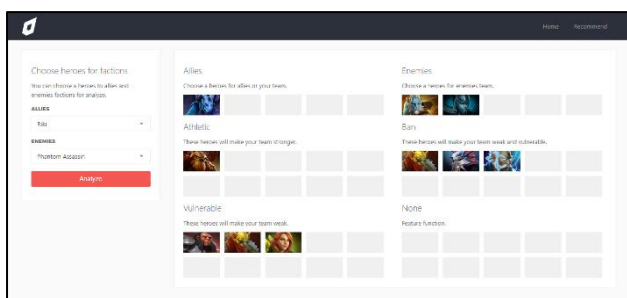 Home Recommend
Choose heroes for factions
You can choose a heroes to allies and
enemies factions for analyze.
ALLIES
Riki
ENEMIES
Phantom Assassin
Analyze
Allies
Choose a heroes for allies or your team.
Enemies
Choose a heroes for enemies team.
Athletic
These heroes will make your team stronger.
Ban
These heroes will make your team weak and vulnerable.
Vulnerable
These heroes will make your team weak.
None
Feature function.